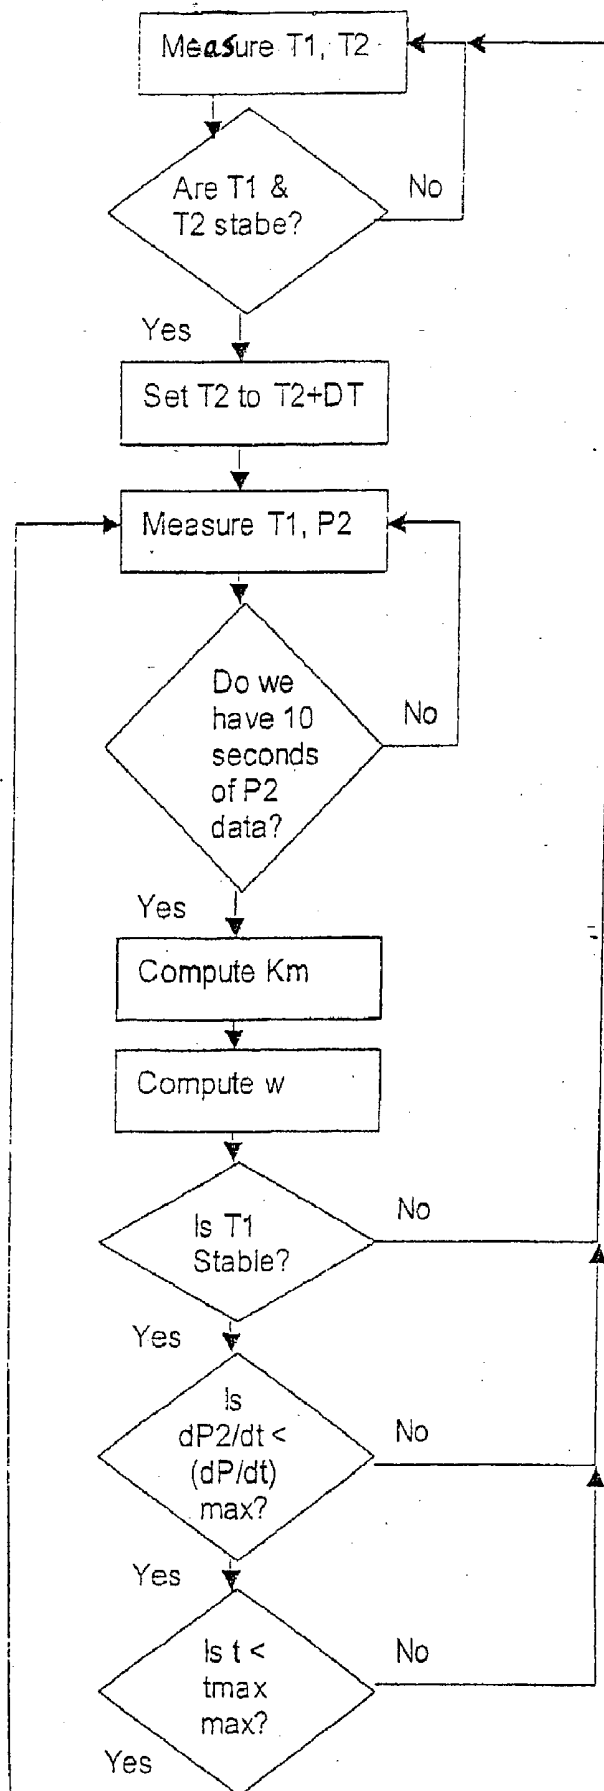 Measure T1, T2
Are T1 &
T2 stabe?
No
Yes
Set T2 to T2+DT
Measure T1, P2
Do we
have 10
seconds
of P2
data?
No
Yes
Compute Km
Compute w
Is T1
Stable?
No
Yes
Is
dP2/dt <
(dP/dt)
max?
No
Yes
Is t <
tmax
max?
No
Yes